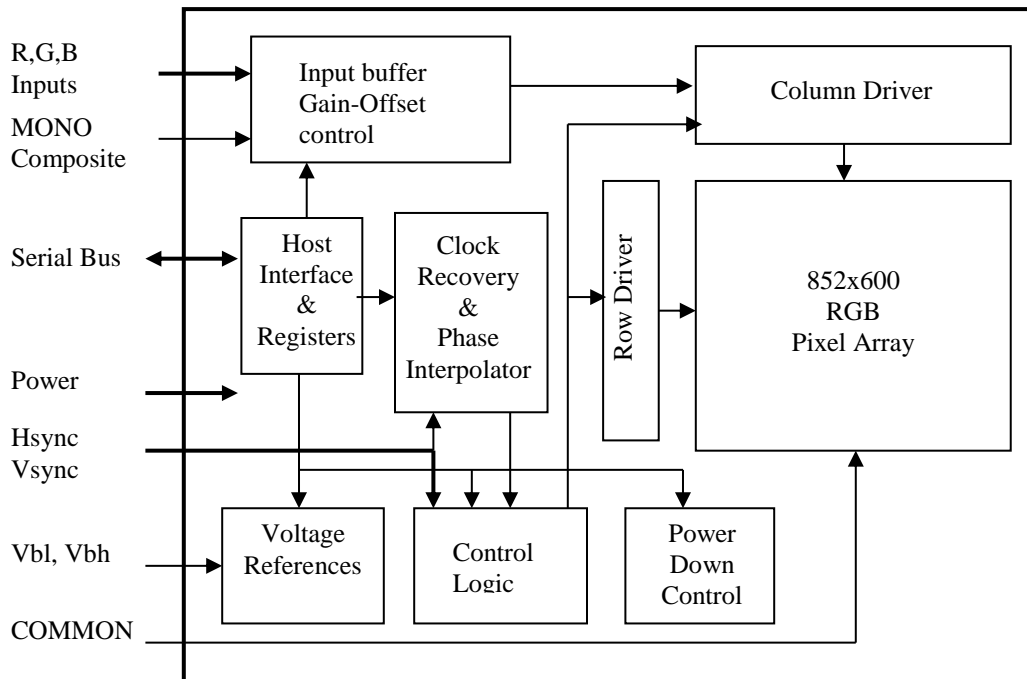 R,G,B
Inputs
MONO
Composite
Serial Bus
Power
Hsync
Vsync
Vbl, Vbh
COMMON
Input buffer
Gain-Offset
control
Column Driver
Host
Interface
&
Registers
Clock
Recovery
&
Phase
Interpolator
Row Driver
852x600
RGB
Pixel Array
Voltage
References
Control
Logic
Power
Down
Control